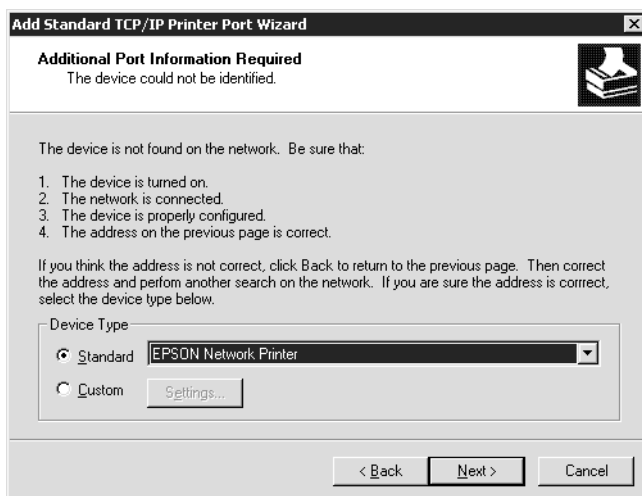 Add Standard TCP/IP Printer Port Wizard
Additional Port Information Required
The device could not be identified.
The device is not found on the network. Be sure that:
1. The device is turned on.
2. The network is connected.
3. The device is properly configured.
4. The address on the previous page is correct.
If you think the address is not correct, click Back to return to the previous page. Then correct
the address and perfom another search on the network. If you are sure the address is corrrect,
select the device type below.
Device Type
Standard EPSON Network Printer
Custom Settings...
< Back Next > Cancel